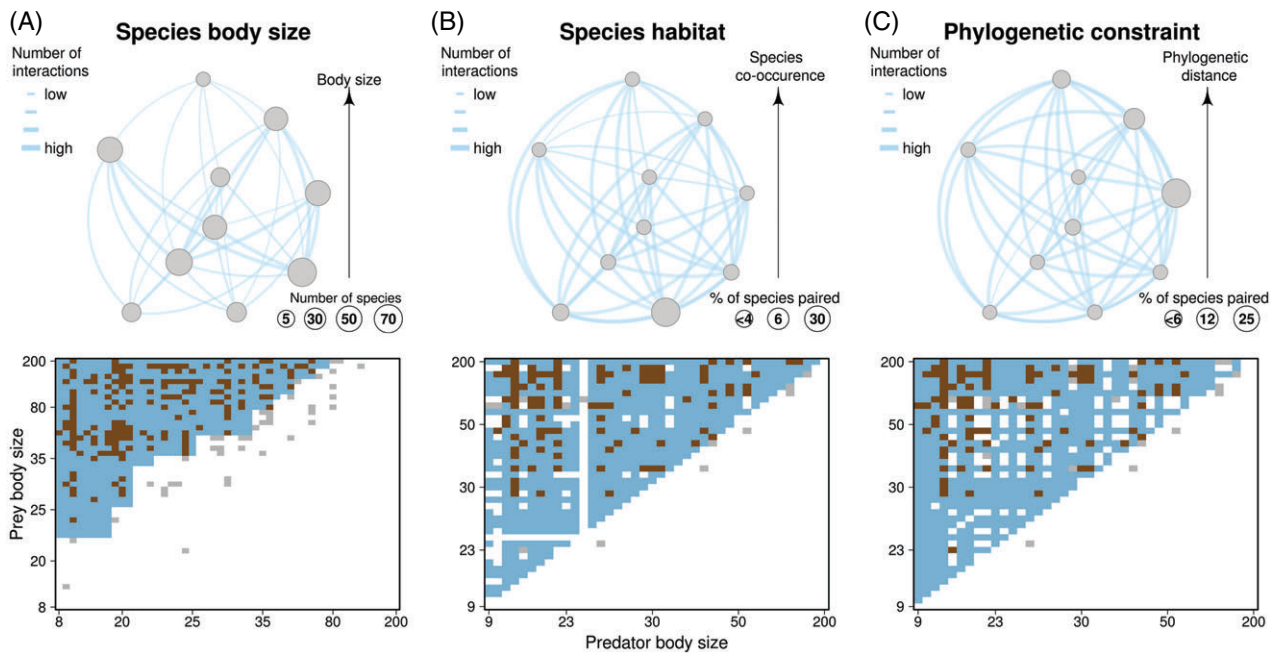 (A)
Species body size
Number of
interactions
low
high
Body size
Number of species
5 30 50 70
(B)
Species habitat
Number of
interactions
low
high
Species
co-occurence
% of species paired
<4 6 30
(C)
Phylogenetic constraint
Number of
interactions
low
high
Phylogenetic
distance
% of species paired
<6 12 25
Prey body size
200
80
35
25
20
8
8 20 35 80 200
200
50
30
23
9
9 23 30 50 200
200
50
30
23
9
9 23 30 50 200
Predator body size